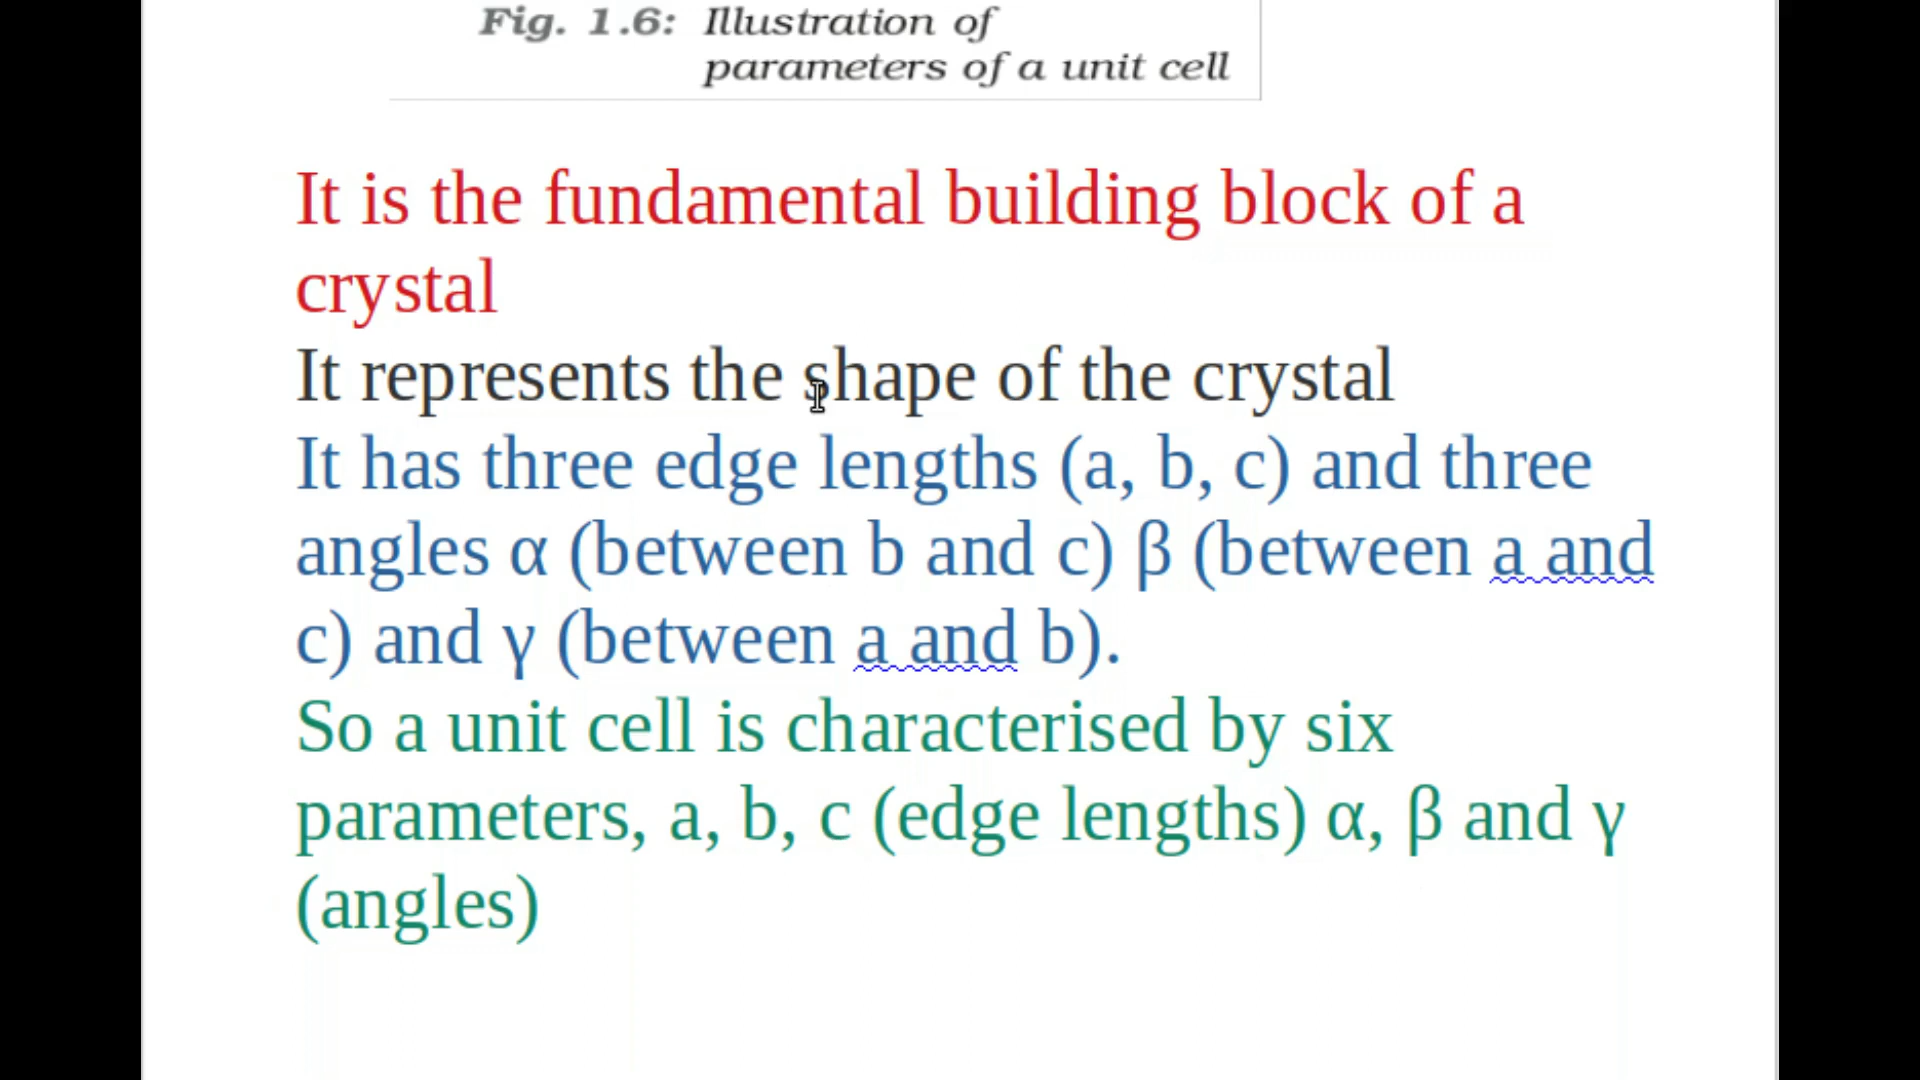 Fig. 1.6: Illustration of
parameters of a unit cell
It is the fundamental building block of a
crystal
It represents the shape of the crystal
It has three edge lengths (a, b, c) and three
angles α (between b and c) β (between a and
c) and γ (between a and b).
So a unit cell is characterised by six
parameters, a, b, c (edge lengths) α, β and γ
(angles)